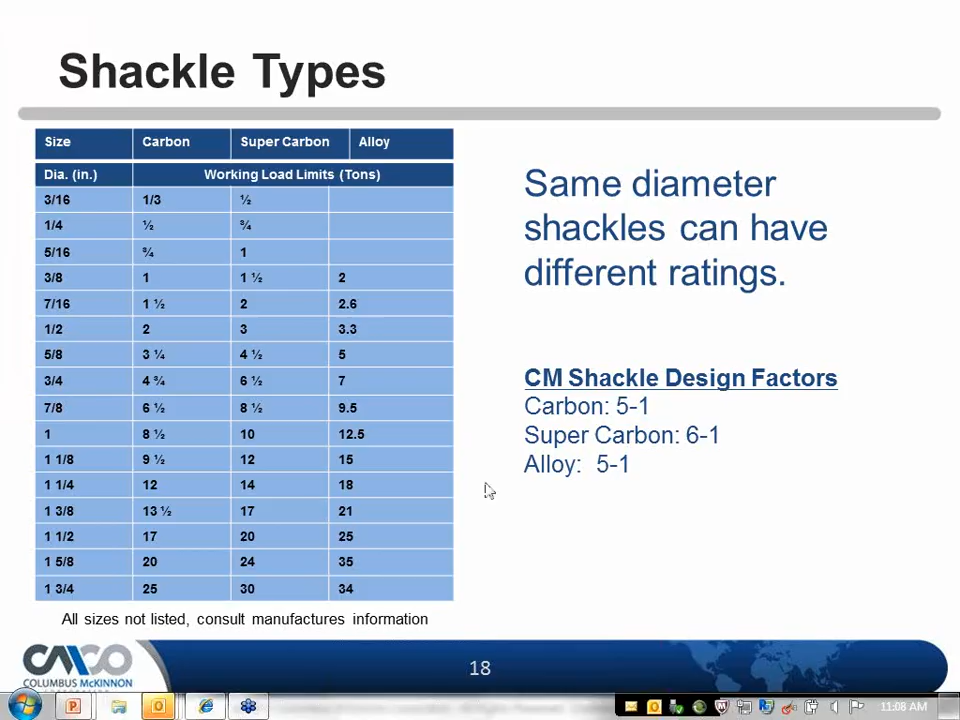 Shackle Types
Size Carbon Super Carbon Alloy
Dia. (in.) Working Load Limits (Tons)
3/16 1/3 ½
1/4 ½ ¾
5/16 ¾ 1
3/8 1 1 ½ 2
7/16 1 ½ 2 2.6
1/2 2 3 3.3
5/8 3 ¼ 4 ½ 5
3/4 4 ¾ 6 ½ 7
7/8 6 ½ 8 ½ 9.5
1 8 ½ 10 12.5
1 1/8 9 ½ 12 15
1 1/4 12 14 18
1 3/8 13 ½ 17 21
1 1/2 17 20 25
1 5/8 20 24 35
1 3/4 25 30 34
All sizes not listed, consult manufactures information
Same diameter
shackles can have
different ratings.
CM Shackle Design Factors
Carbon: 5-1
Super Carbon: 6-1
Alloy: 5-1
CMCO
COLUMBUS McKINNON
18
11:08 AM